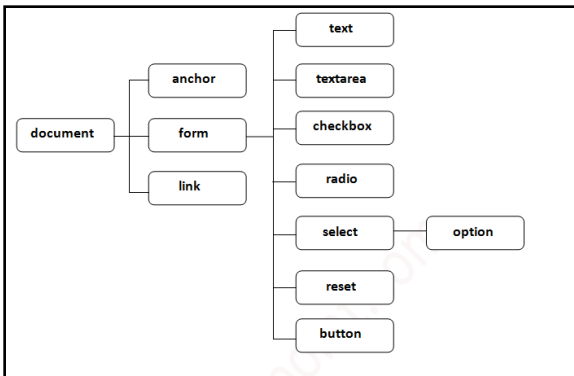 document
anchor
form
link
text
textarea
checkbox
radio
select
option
reset
button